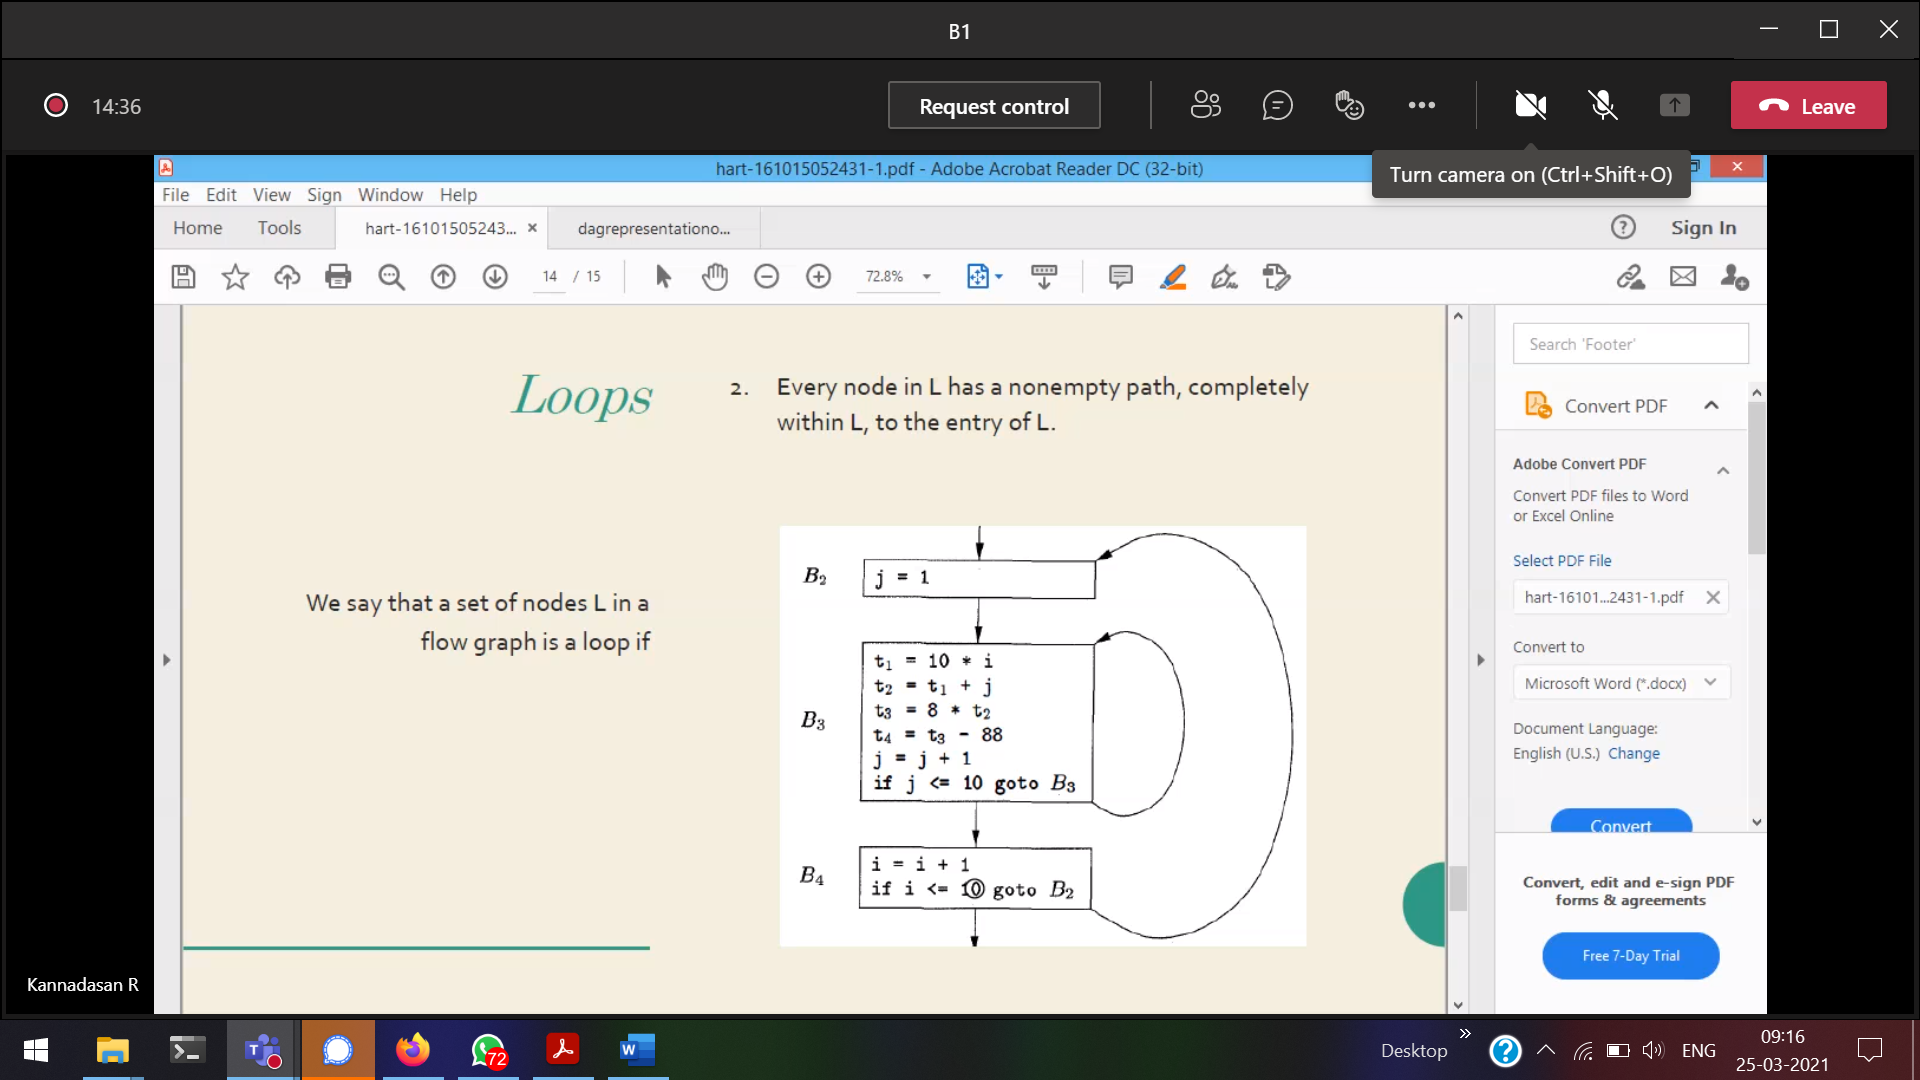 B1
14:36
Request control
Leave
Turn camera on (Ctrl+Shift+O)
hart-161015052431-1.pdf - Adobe Acrobat Reader DC (32-bit)
File Edit View Sign Window Help
Home Tools hart-16101505243... × dagrepresentationo... Sign In
14 / 15 72.8%
Loops
2. Every node in L has a nonempty path, completely
within L, to the entry of L.
We say that a set of nodes L in a
flow graph is a loop if
B2 j = 1
B3
t1 = 10 * i
t2 = t1 + j
t3 = 8 * t2
t4 = t3 - 88
j = j + 1
if j <= 10 goto B3
B4
i = i + 1
if i <= 10 goto B2
Search 'Footer'
Convert PDF
Adobe Convert PDF
Convert PDF files to Word
or Excel Online
Select PDF File
hart-16101...2431-1.pdf
Convert to
Microsoft Word (*.docx)
Document Language:
English (U.S.) Change
Convert
Convert, edit and e-sign PDF
forms & agreements
Free 7-Day Trial
Kannadasan R
72
Desktop
ENG
09:16
25-03-2021